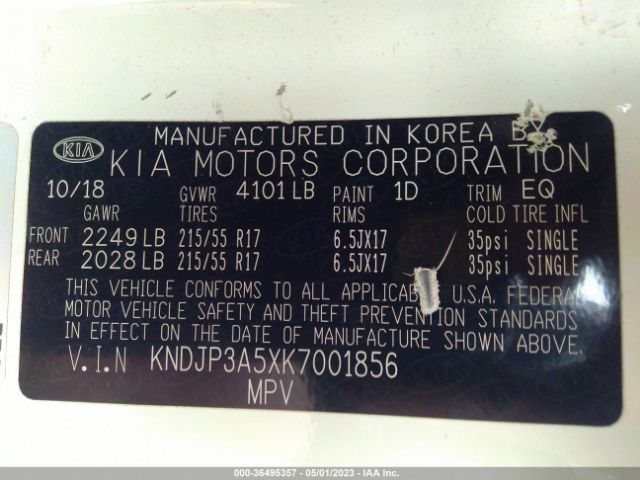 MANUFACTURED IN KOREA BY
KIA KIA MOTORS CORPORATION
10/18 GVWR 4101 LB PAINT 1D TRIM EQ
GAWR TIRES RIMS COLD TIRE INFL
FRONT 2249 LB 215/55 R17 6.5JX17 35psi SINGLE
REAR 2028 LB 215/55 R17 6.5JX17 35psi SINGLE
THIS VEHICLE CONFORMS TO ALL APPLICABLE U.S.A. FEDERAL
MOTOR VEHICLE SAFETY AND THEFT PREVENTION STANDARDS
IN EFFECT ON THE DATE OF MANUFACTURE SHOWN ABOVE.
V.I.N KNDJP3A5XK7001856
MPV
000-36495357 - 05/01/2023 - IAA Inc.